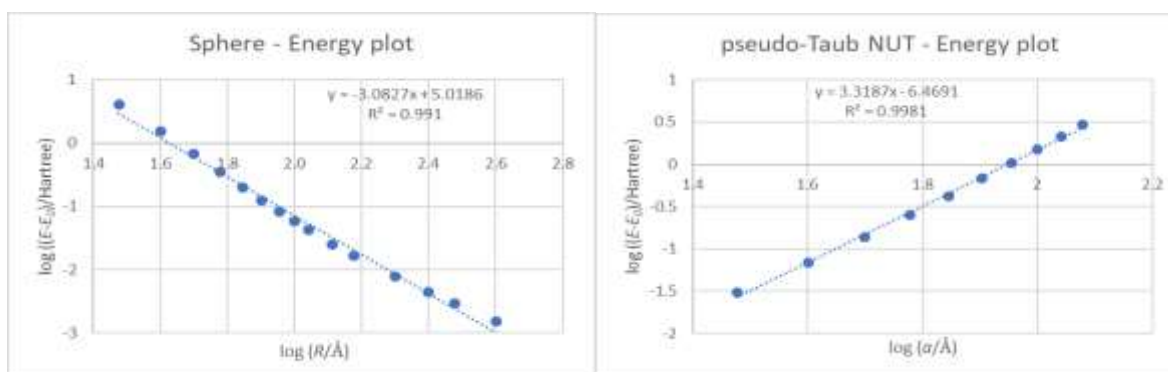 Sphere - Energy plot
y = -3.0827x + 5.0186
R² = 0.991
1
0
-1
-2
-3
1.4 1.6 1.8 2.0 2.2 2.4 2.6 2.8
log ((E-E₀)/Hartree)
log (R/Å)
pseudo-Taub NUT - Energy plot
y = 3.3187x - 6.4691
R² = 0.9981
1
0.5
0
-0.5
-1
-1.5
-2
1.4 1.6 1.8 2 2.2
log ((E-E₀)/Hartree)
log (a/Å)